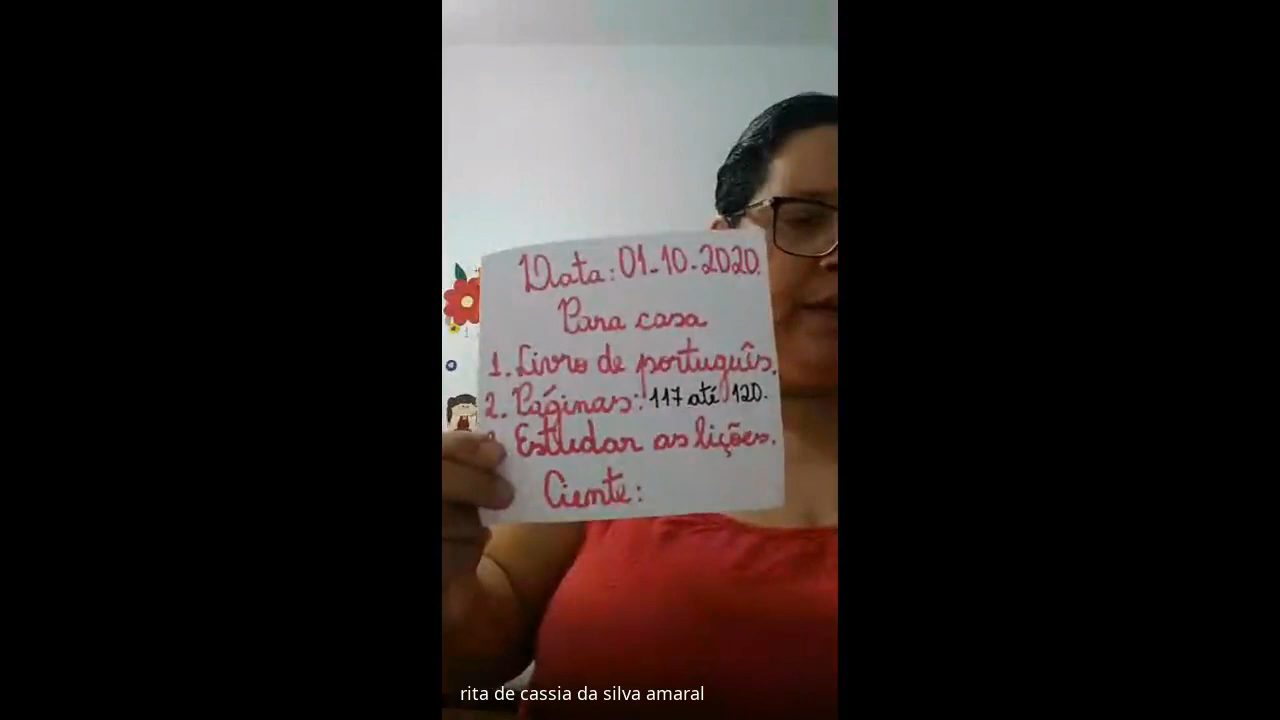 Data: 01-10-2020.
Para casa
1. Livro de português.
2. Páginas: 117 até 120.
Estudar as lições.
Ciente:
rita de cassia da silva amaral